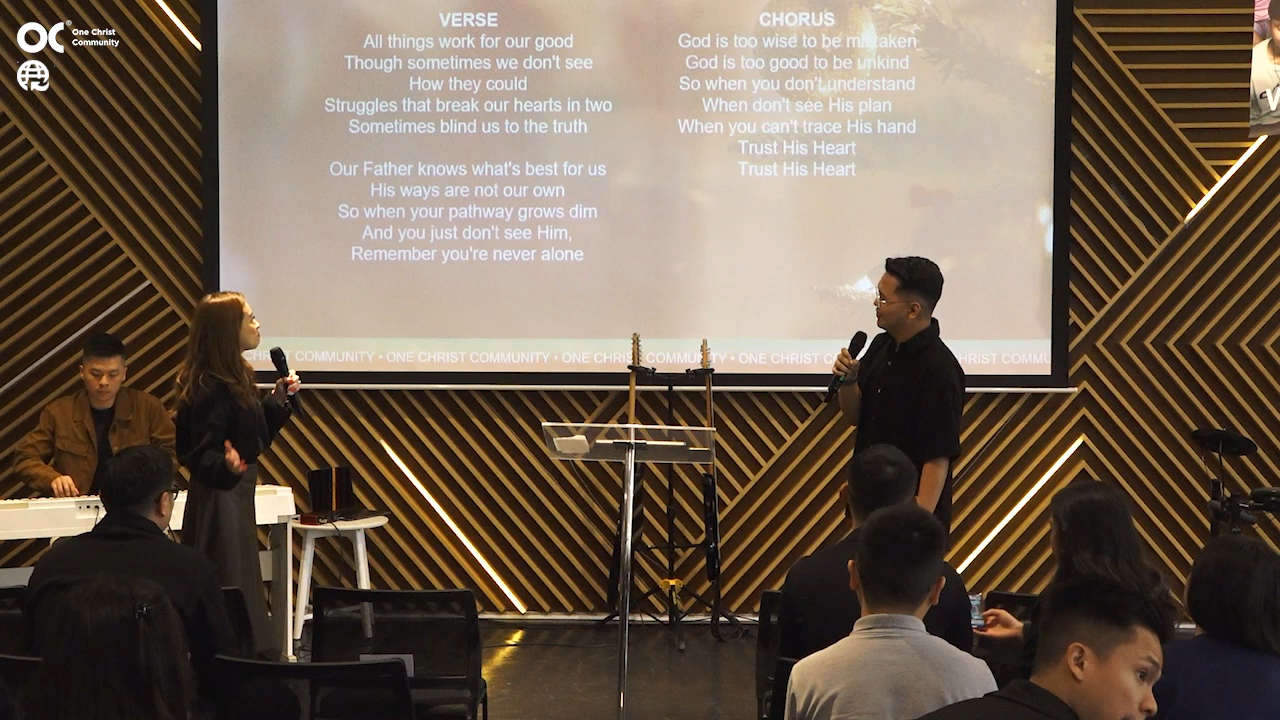 OC
One Christ
Community
VERSE
All things work for our good
Though sometimes we don't see
How they could
Struggles that break our hearts in two
Sometimes blind us to the truth
Our Father knows what's best for us
His ways are not our own
So when your pathway grows dim
And you just don't see Him,
Remember you're never alone
CHORUS
God is too wise to be mistaken
God is too good to be unkind
So when you don't understand
When don't see His plan
When you can't trace His hand
Trust His Heart
Trust His Heart
COMMUNITY • ONE CHRIST COMMUNITY • ONE CHRIST COMMUNITY • ONE CHRIST